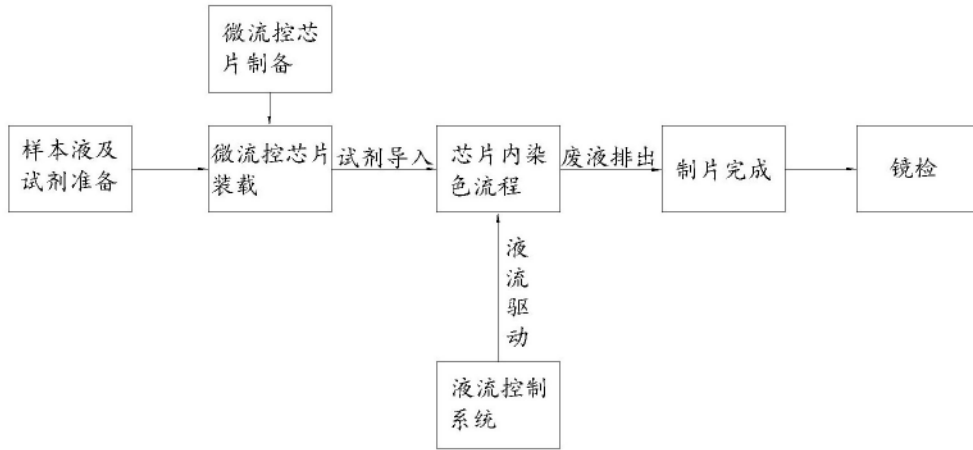 微流控芯
片制备
样本液及
试剂准备
微流控芯片
装载
试剂导入
芯片内染
色流程
废液排出
制片完成
镜检
液
流
驱
动
液流控制
系统